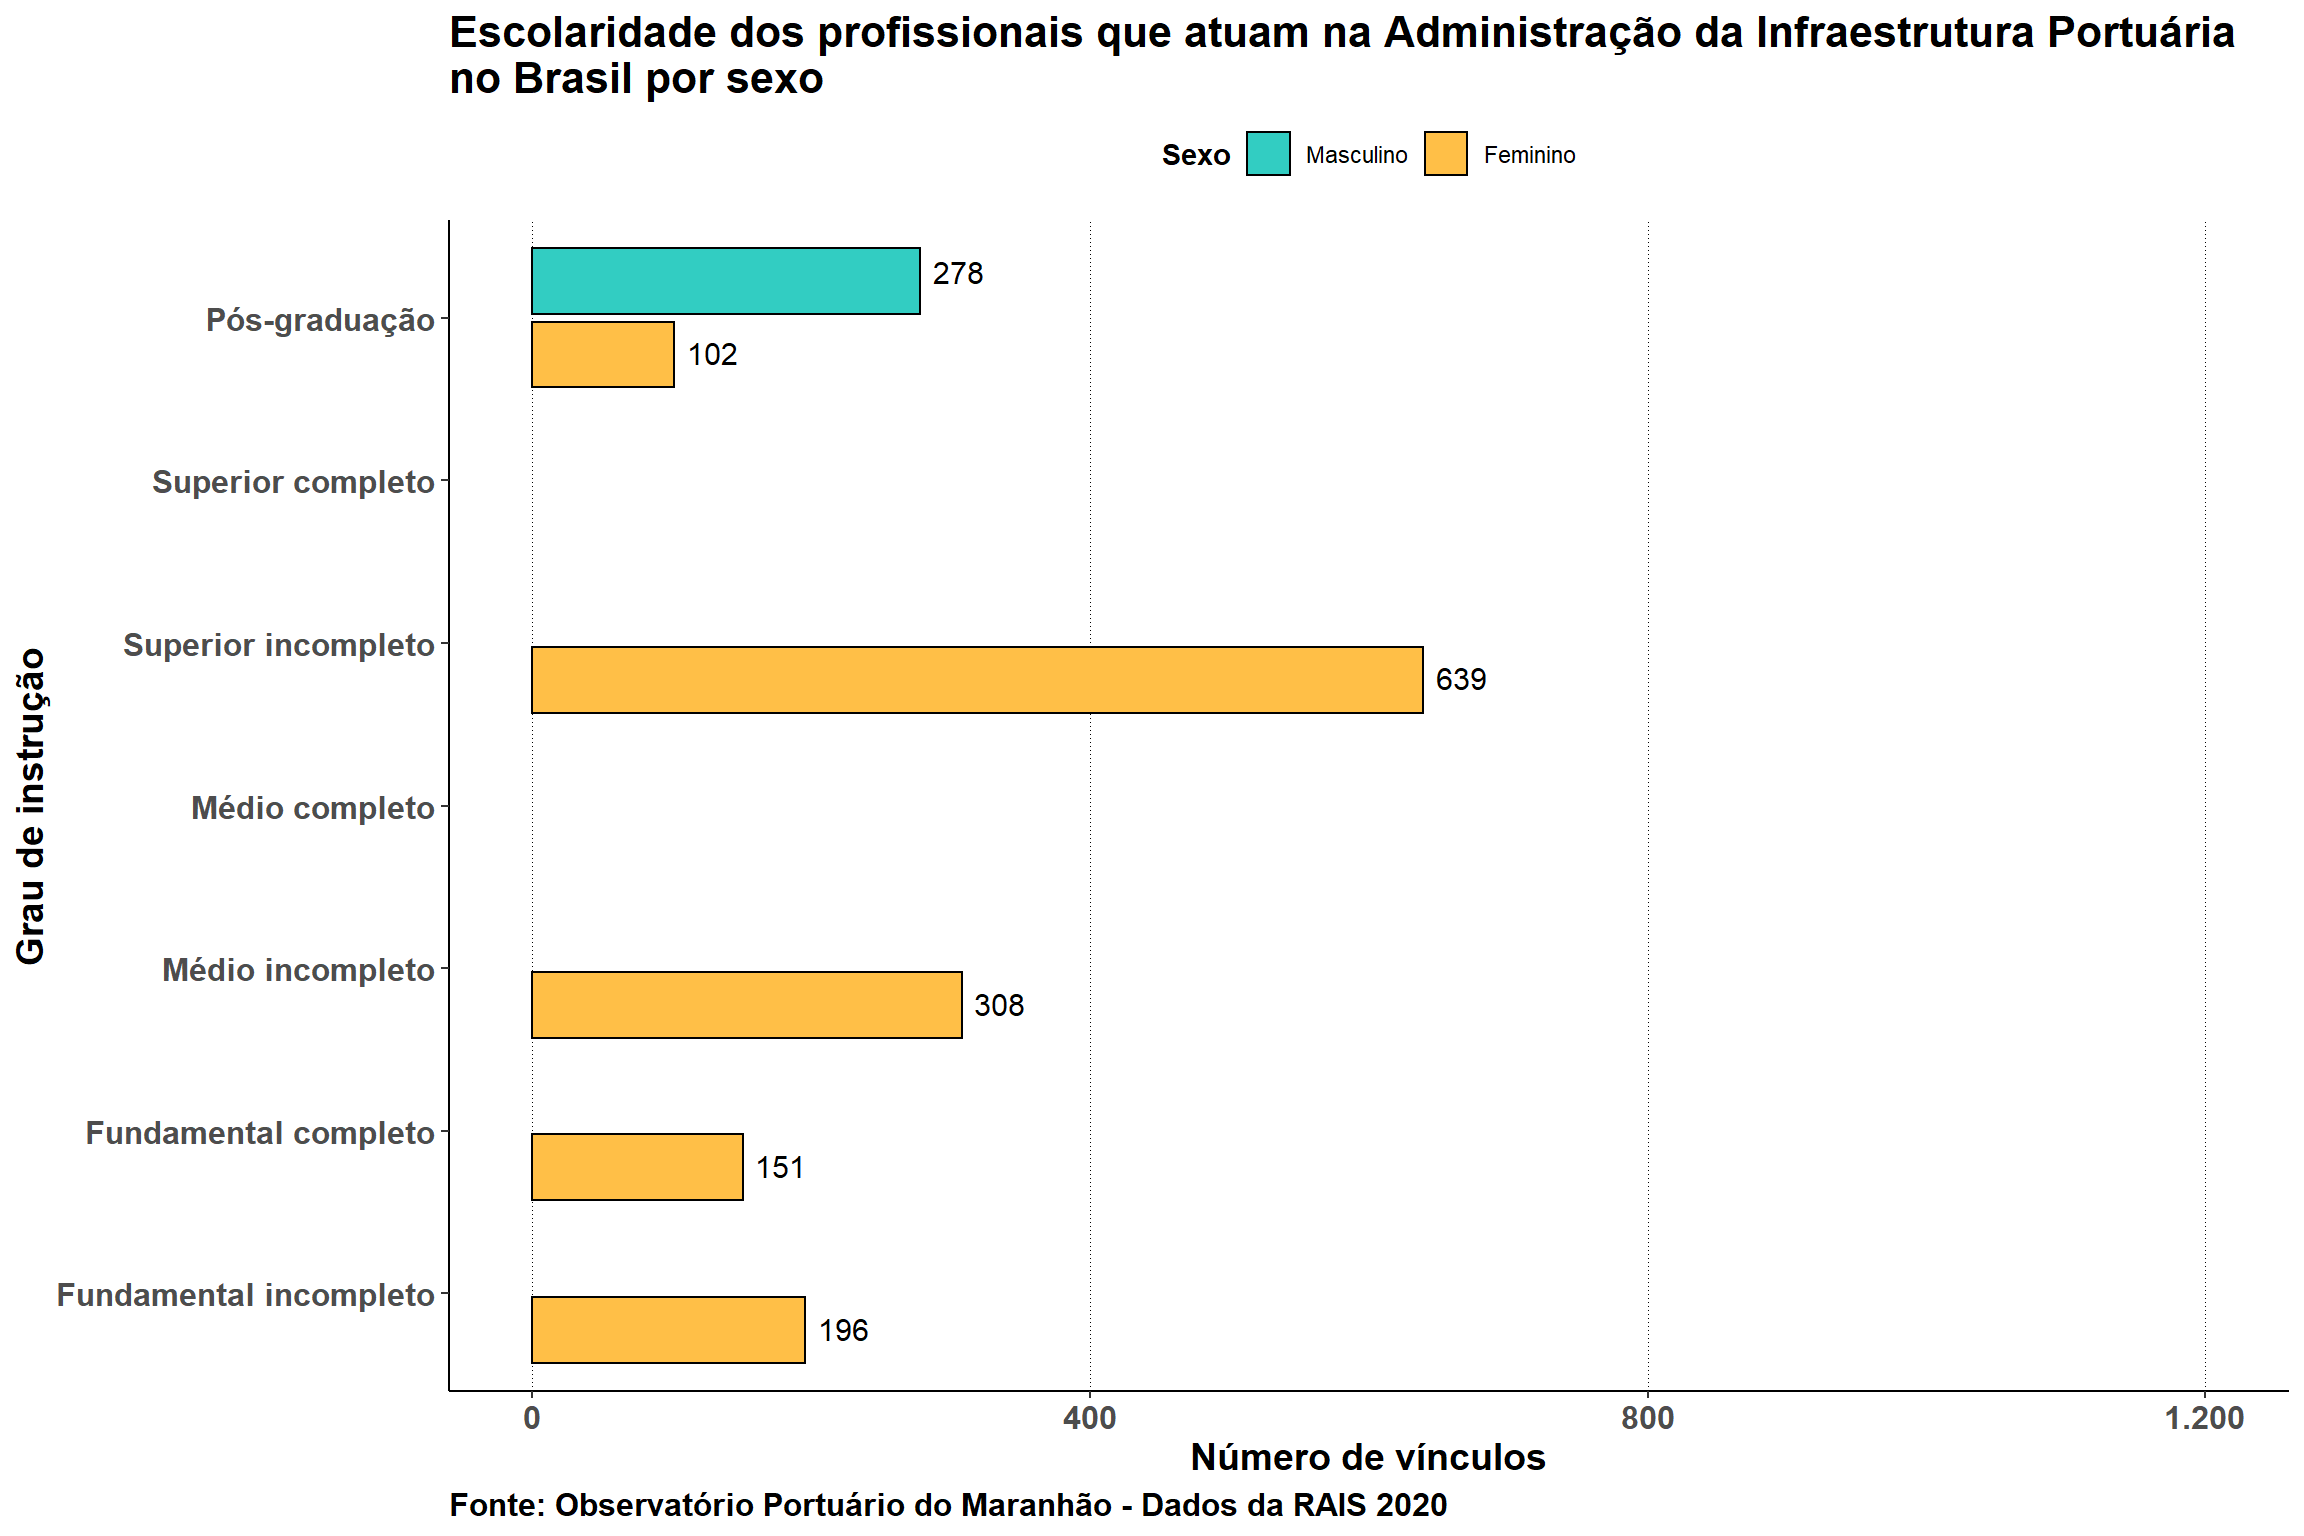 Escolaridade dos profissionais que atuam na Administração da Infraestrutura Portuária
no Brasil por sexo
Sexo Masculino Feminino
278
Pós-graduação
102
Superior completo
Superior incompleto
639
Médio completo
Grau de instrução
Médio incompleto
308
Fundamental completo
151
Fundamental incompleto
196
0 400 800 1.200
Número de vínculos
Fonte: Observatório Portuário do Maranhão - Dados da RAIS 2020